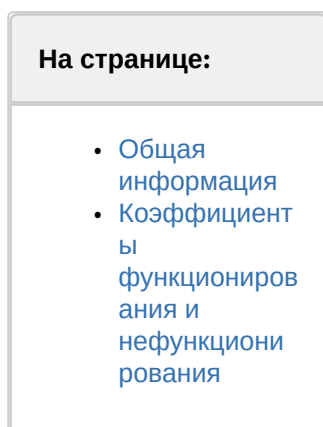 На странице:
• Общая
информация
• Коэффициент
ы
функциониров
ания и
нефункциони
рования